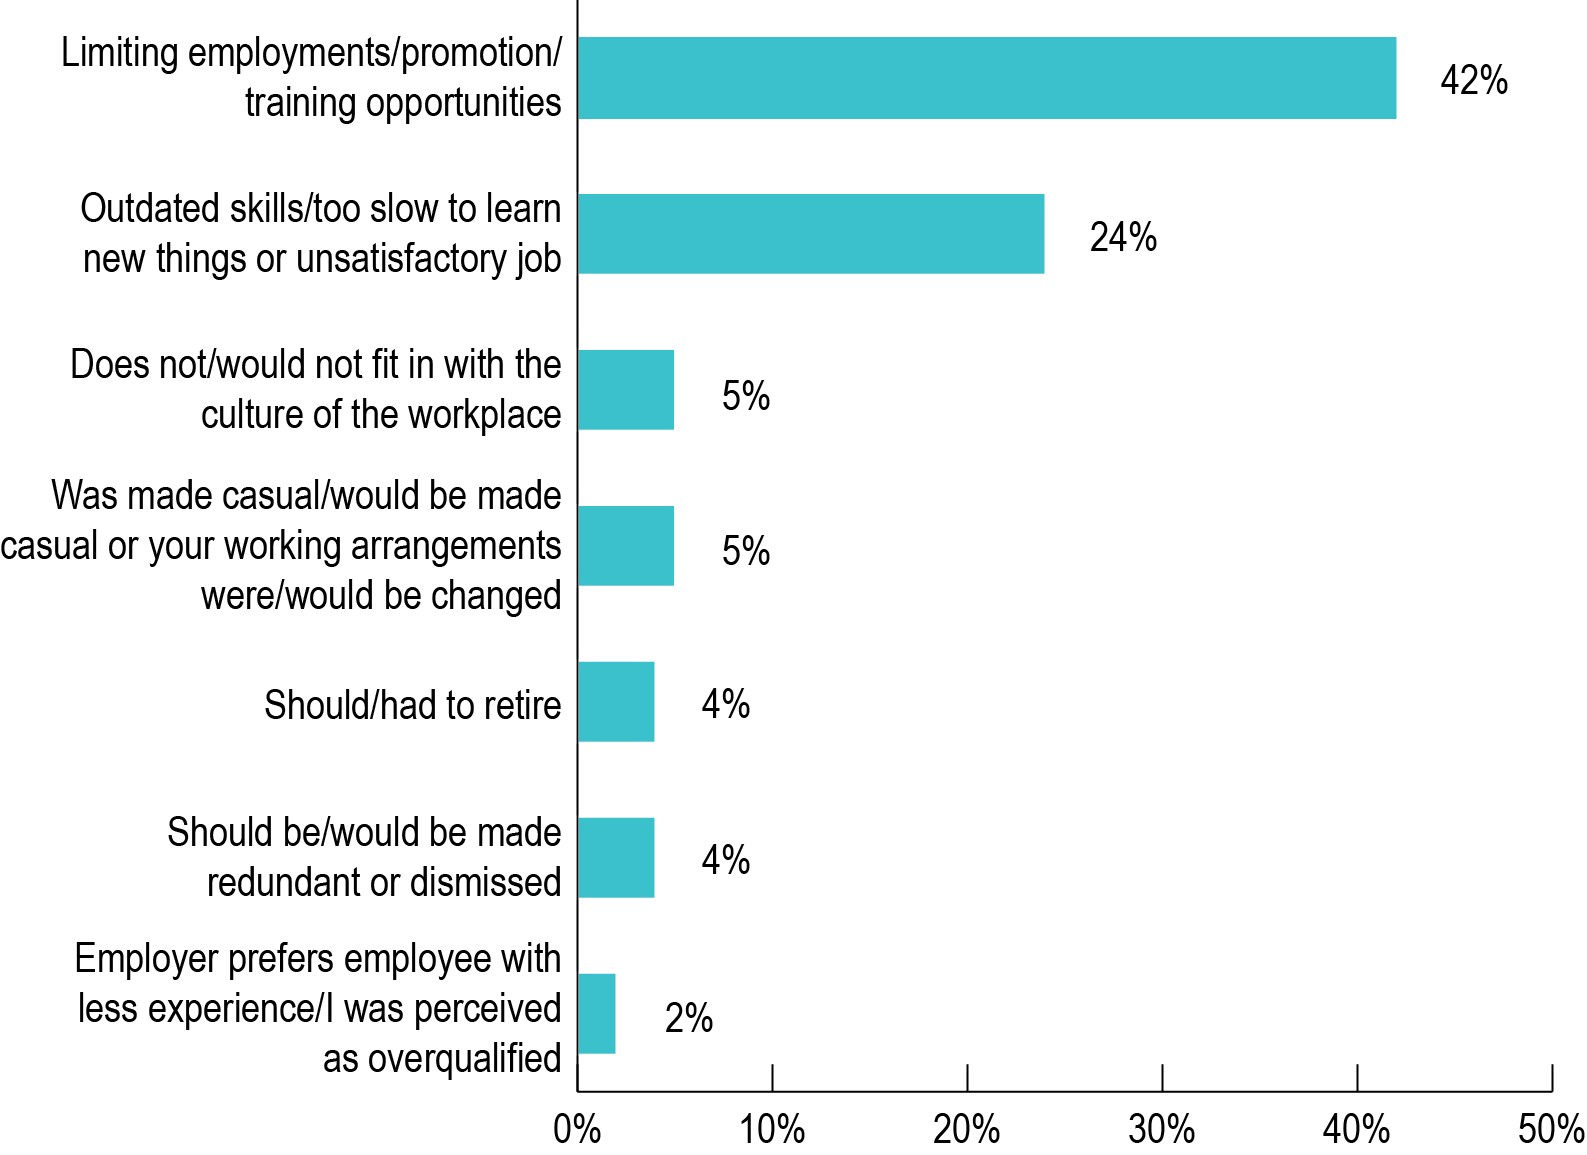 Limiting employments/promotion/
training opportunities
42%
Outdated skills/too slow to learn
new things or unsatisfactory job
24%
Does not/would not fit in with the
culture of the workplace
5%
Was made casual/would be made
casual or your working arrangements
were/would be changed
5%
Should/had to retire
4%
Should be/would be made
redundant or dismissed
4%
Employer prefers employee with
less experience/I was perceived
as overqualified
2%
0% 10% 20% 30% 40% 50%